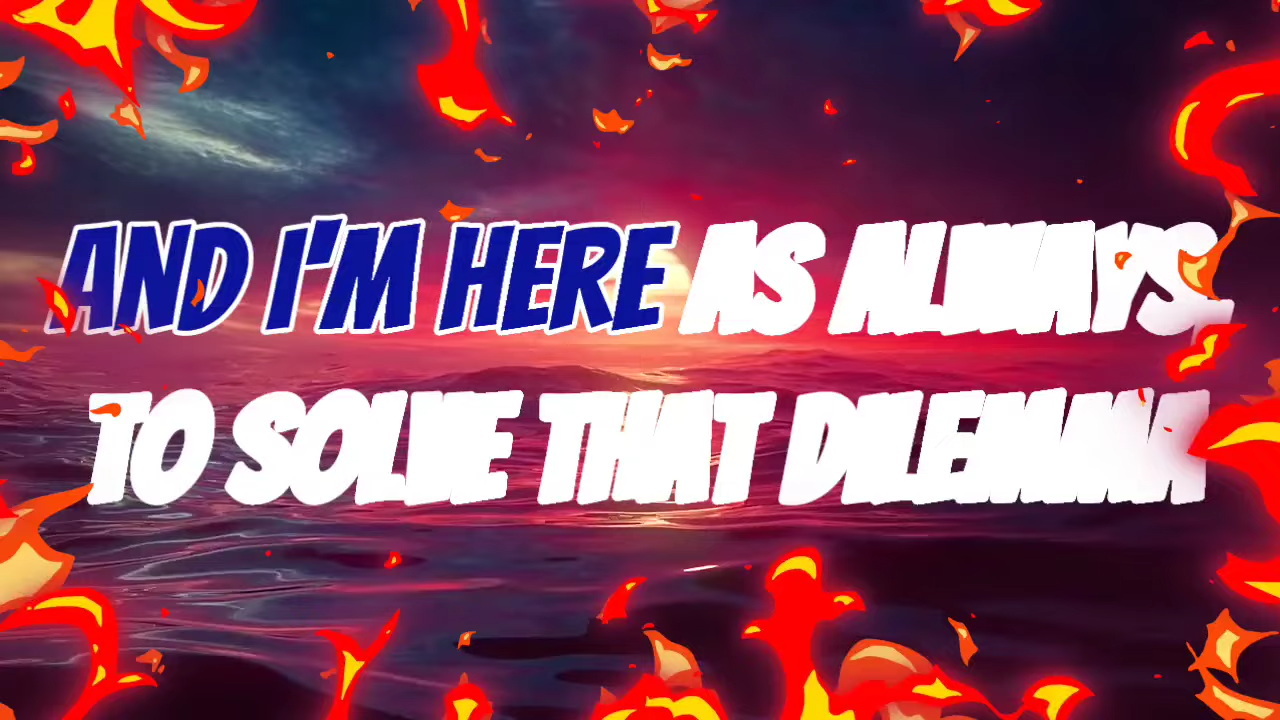 AND I'M HERE AS ALWAYS,
TO SOLVE THAT DILEMMA